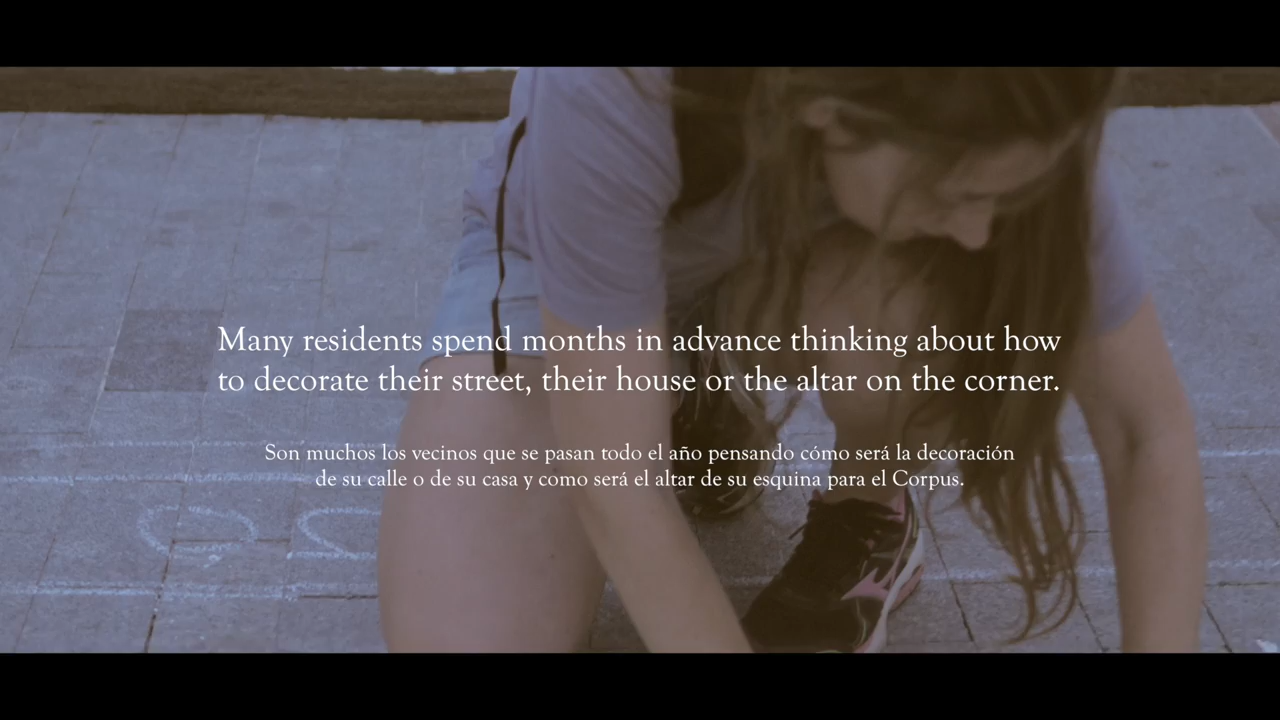 Many residents spend months in advance thinking about how
to decorate their street, their house or the altar on the corner.
Son muchos los vecinos que se pasan todo el año pensando cómo será la decoración
de su calle o de su casa y como será el altar de su esquina para el Corpus.